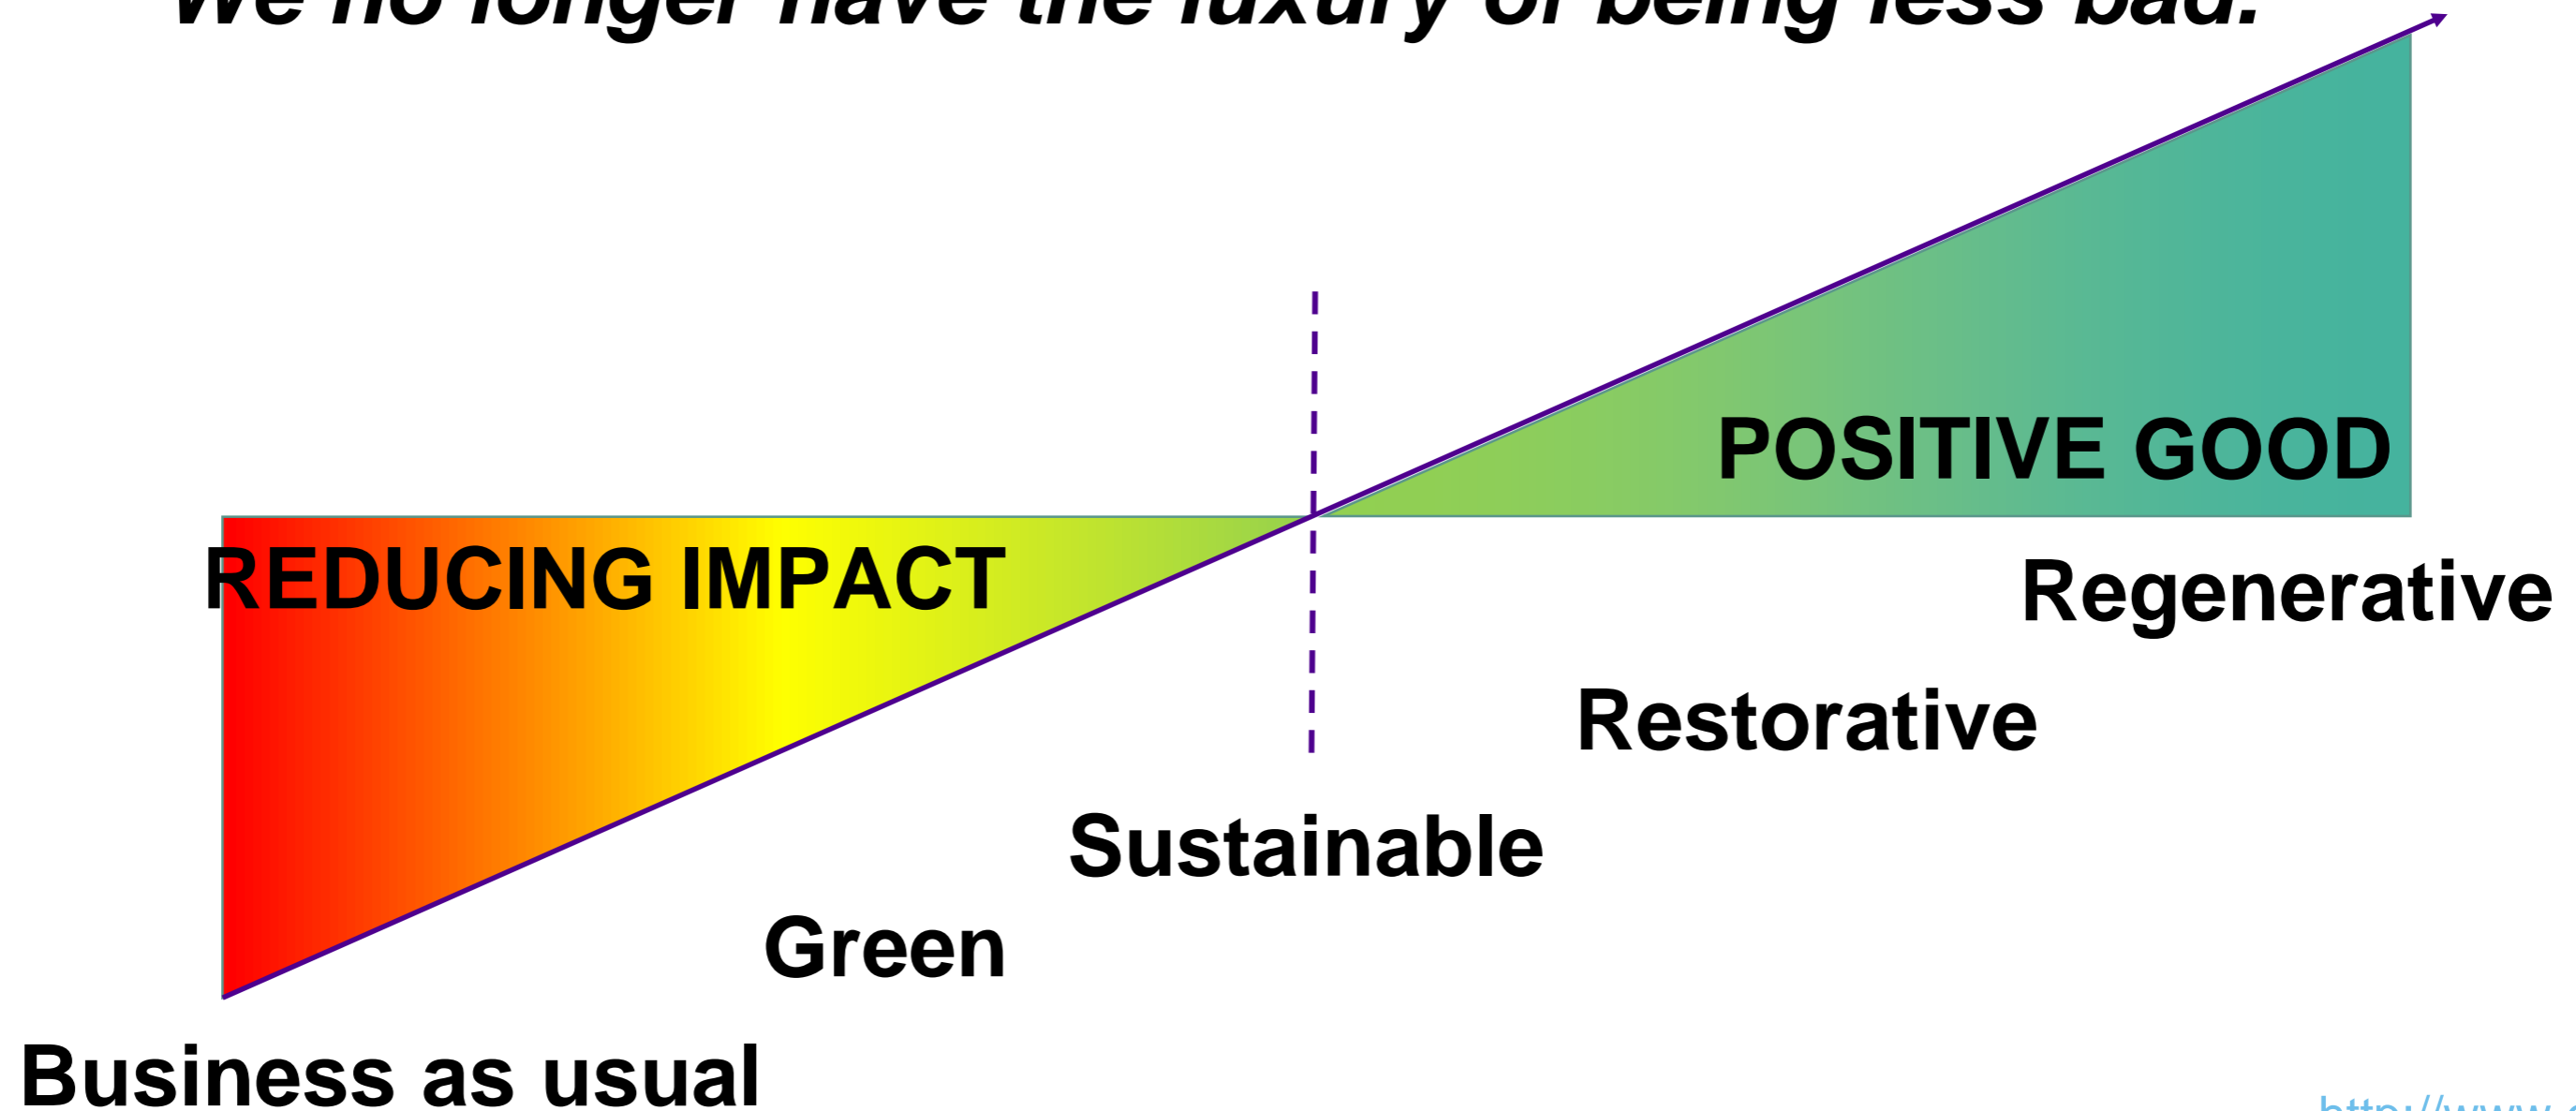 We no longer have the luxury of being less bad.
POSITIVE GOOD
REDUCING IMPACT
Regenerative
Restorative
Sustainable
Green
Business as usual